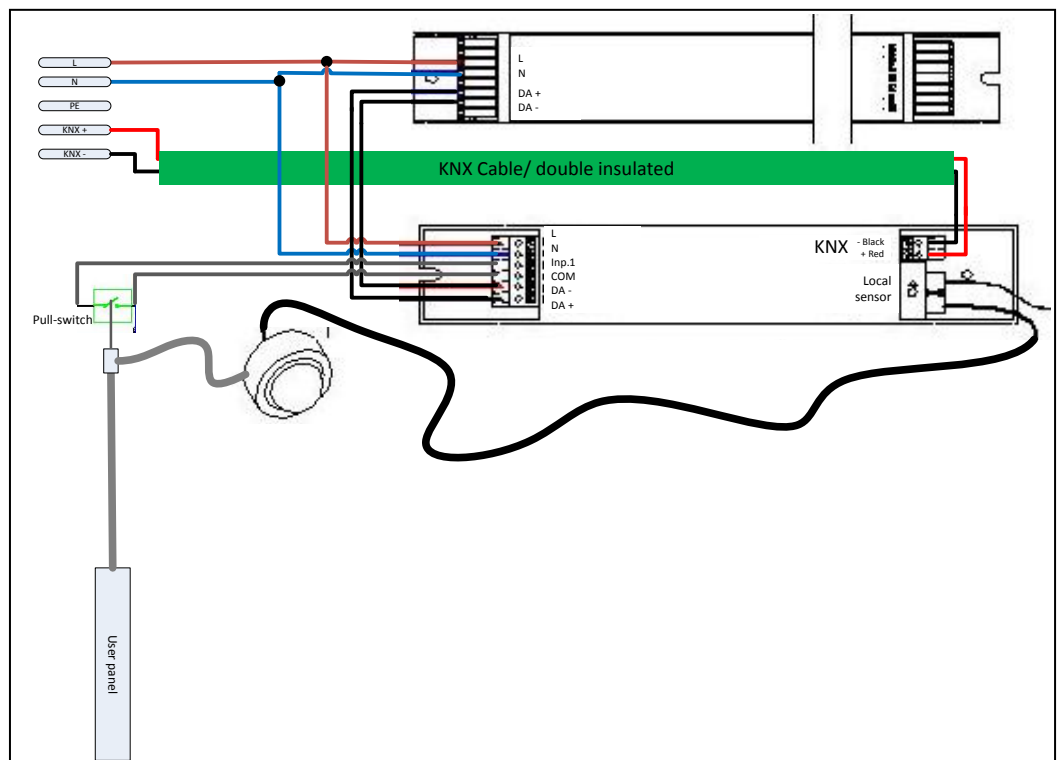 L
N
PE
KNX +
KNX -
L
N
DA +
DA -
KNX Cable/ double insulated
L
N
Inp.1
COM
DA -
DA +
KNX
- Black
+ Red
Local
sensor
Pull-switch
User panel